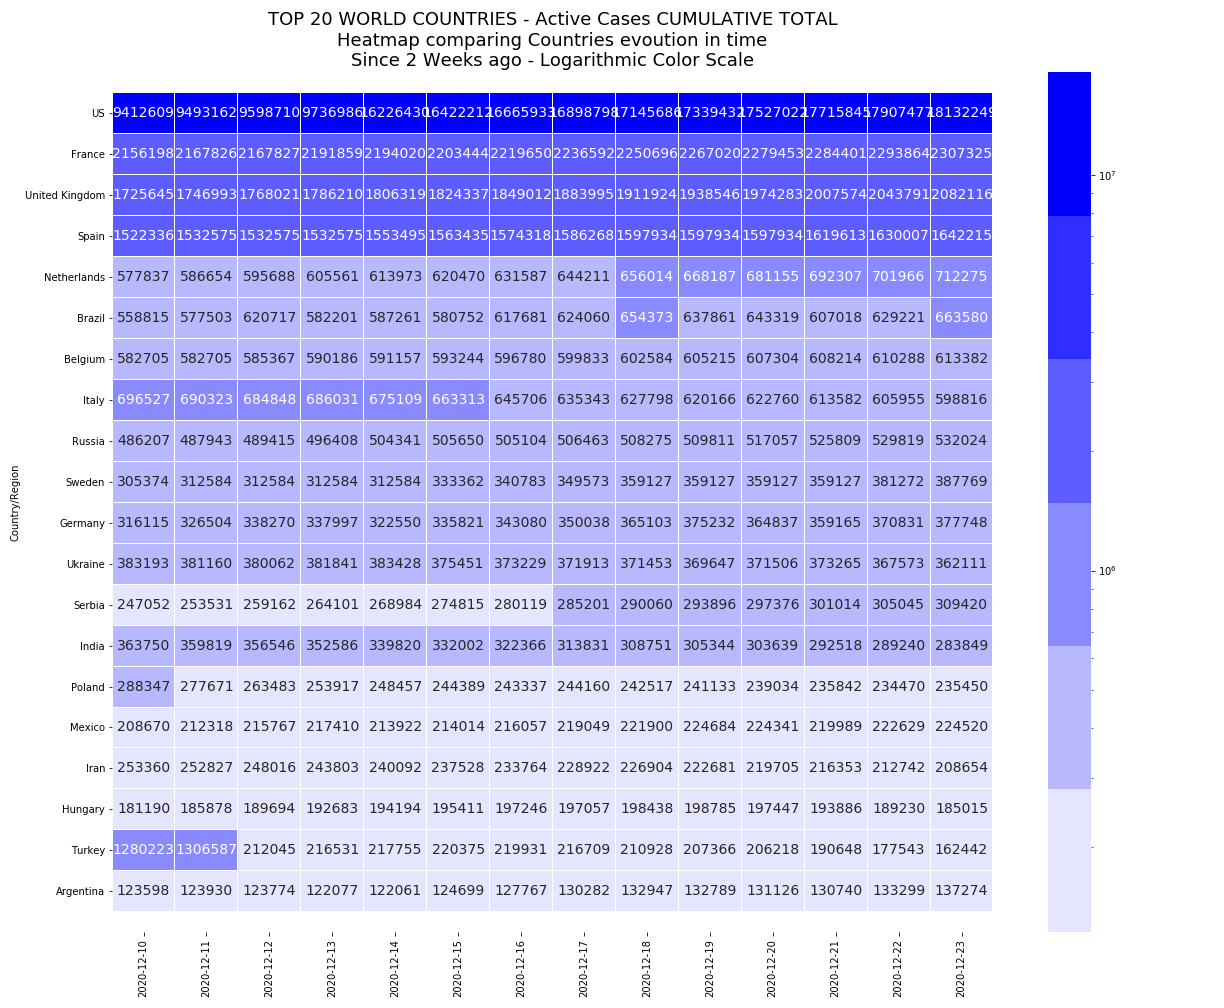 TOP 20 WORLD COUNTRIES - Active Cases CUMULATIVE TOTAL
Heatmap comparing Countries evoution in time
Since 2 Weeks ago - Logarithmic Color Scale
US 9412609 9493162 9598710 9736986 16226430 16422212 16665933 16898798 17145686 17339432 17527022 17715845 17907477 18132249
France 2156198 2167826 2167827 2191859 2194020 2203444 2219650 2236592 2250696 2267020 2279453 2284401 2293864 2307325
United Kingdom 1725645 1746993 1768021 1786210 1806319 1824337 1849012 1883995 1911924 1938546 1974283 2007574 2043791 2082116
Spain 1522336 1532575 1532575 1532575 1553495 1563435 1574318 1586268 1597934 1597934 1597934 1619613 1630007 1642215
Netherlands 577837 586654 595688 605561 613973 620470 631587 644211 656014 668187 681155 692307 701966 712275
Brazil 558815 577503 620717 582201 587261 580752 617681 624060 654373 637861 643319 607018 629221 663580
Belgium 582705 582705 585367 590186 591157 593244 596780 599833 602584 605215 607304 608214 610288 613382
Italy 696527 690323 684848 686031 675109 663313 645706 635343 627798 620166 622760 613582 605955 598816
Russia 486207 487943 489415 496408 504341 505650 505104 506463 508275 509811 517057 525809 529819 532024
Sweden 305374 312584 312584 312584 312584 333362 340783 349573 359127 359127 359127 359127 381272 387769
Germany 316115 326504 338270 337997 322550 335821 343080 350038 365103 375232 364837 359165 370831 377748
Ukraine 383193 381160 380062 381841 383428 375451 373229 371913 371453 369647 371506 373265 367573 362111
Serbia 247052 253531 259162 264101 268984 274815 280119 285201 290060 293896 297376 301014 305045 309420
India 363750 359819 356546 352586 339820 332002 322366 313831 308751 305344 303639 292518 289240 283849
Poland 288347 277671 263483 253917 248457 244389 243337 244160 242517 241133 239034 235842 234470 235450
Mexico 208670 212318 215767 217410 213922 214014 216057 219049 221900 224684 224341 219989 222629 224520
Iran 253360 252827 248016 243803 240092 237528 233764 228922 226904 222681 219705 216353 212742 208654
Hungary 181190 185878 189694 192683 194194 195411 197246 197057 198438 198785 197447 193886 189230 185015
Turkey 1280223 1306587 212045 216531 217755 220375 219931 216709 210928 207366 206218 190648 177543 162442
Argentina 123598 123930 123774 122077 122061 124699 127767 130282 132947 132789 131126 130740 133299 137274
2020-12-10 2020-12-11 2020-12-12 2020-12-13 2020-12-14 2020-12-15 2020-12-16 2020-12-17 2020-12-18 2020-12-19 2020-12-20 2020-12-21 2020-12-22 2020-12-23
Country/Region
10⁷
10⁶